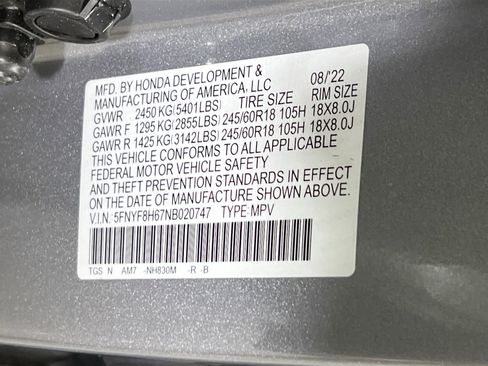 MFD. BY HONDA DEVELOPMENT & 08/22
MANUFACTURING OF AMERICA, LLC
GVWR 2450 KG (5401LBS) TIRE SIZE RIM SIZE
GAWR F 1295 KG (2855LBS) 245/60R18 105H 18X8.0J
GAWR R 1425 KG (3142LBS) 245/60R18 105H 18X8.0J
THIS VEHICLE CONFORMS TO ALL APPLICABLE
FEDERAL MOTOR VEHICLE SAFETY
AND THEFT PREVENTION STANDARDS IN EFFECT
ON THE DATE OF MANUFACTURE SHOWN ABOVE.
V.I.N. 5FNYF8H67NB020747 TYPE: MPV
TGS N AM7 -NH830M -R -B